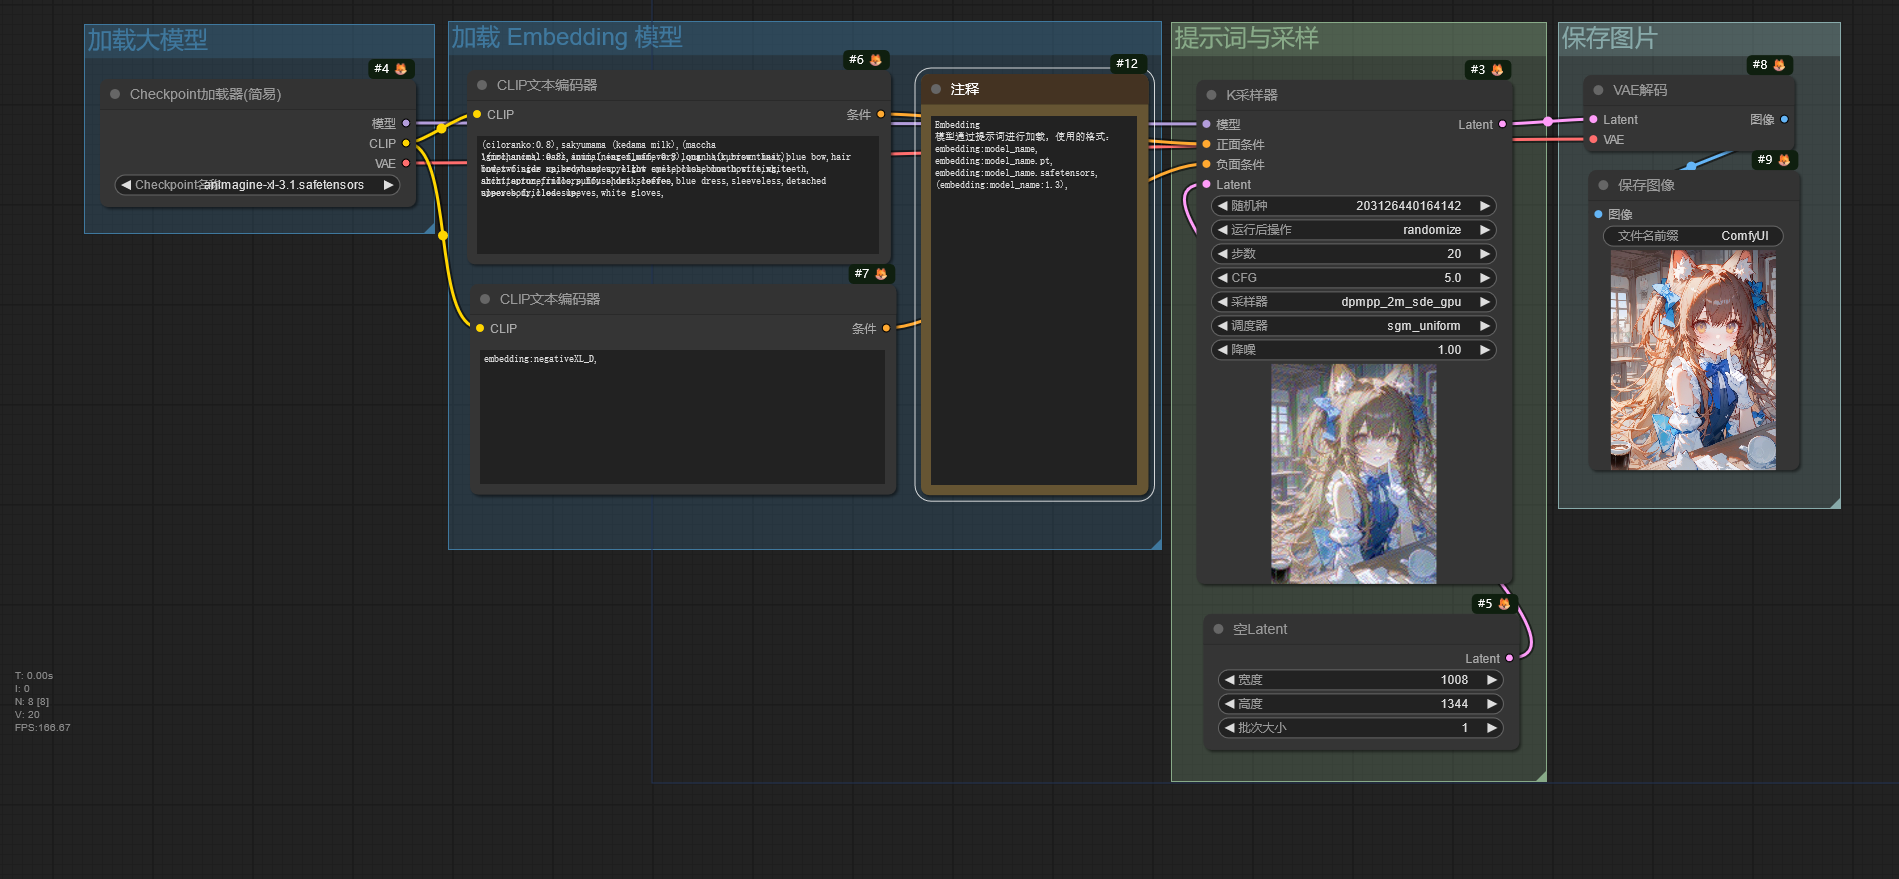 加载大模型
#4
Checkpoint加载器(简易)
模型
CLIP
VAE
Checkpoint名称 animagine-xl-3.1.safetensors
加载 Embedding 模型
#6
CLIP文本编码器
CLIP
条件
(ciloranko:0.8),sakyumama (kedama milk),(maccha
blue bow,hair
teeth,
blue dress,sleeveless,detached
white gloves,
#7
CLIP文本编码器
CLIP
条件
embedding:negativeXL_D,
#12
注释
Embedding
模型通过提示词进行加载，使用的格式：
embedding:model_name,
embedding:model_name.pt,
embedding:model_name.safetensors,
(embedding:model_name:1.3),
提示词与采样
#3
K采样器
模型
Latent
正面条件
负面条件
Latent
随机种 203126440164142
运行后操作 randomize
步数 20
CFG 5.0
采样器 dpmpp_2m_sde_gpu
调度器 sgm_uniform
降噪 1.00
#5
空Latent
Latent
宽度 1008
高度 1344
批次大小 1
保存图片
#8
VAE解码
Latent
图像
VAE
#9
保存图像
图像
文件名前缀 ComfyUI
T: 0.00s
I: 0
N: 8 [8]
V: 20
FPS:166.67